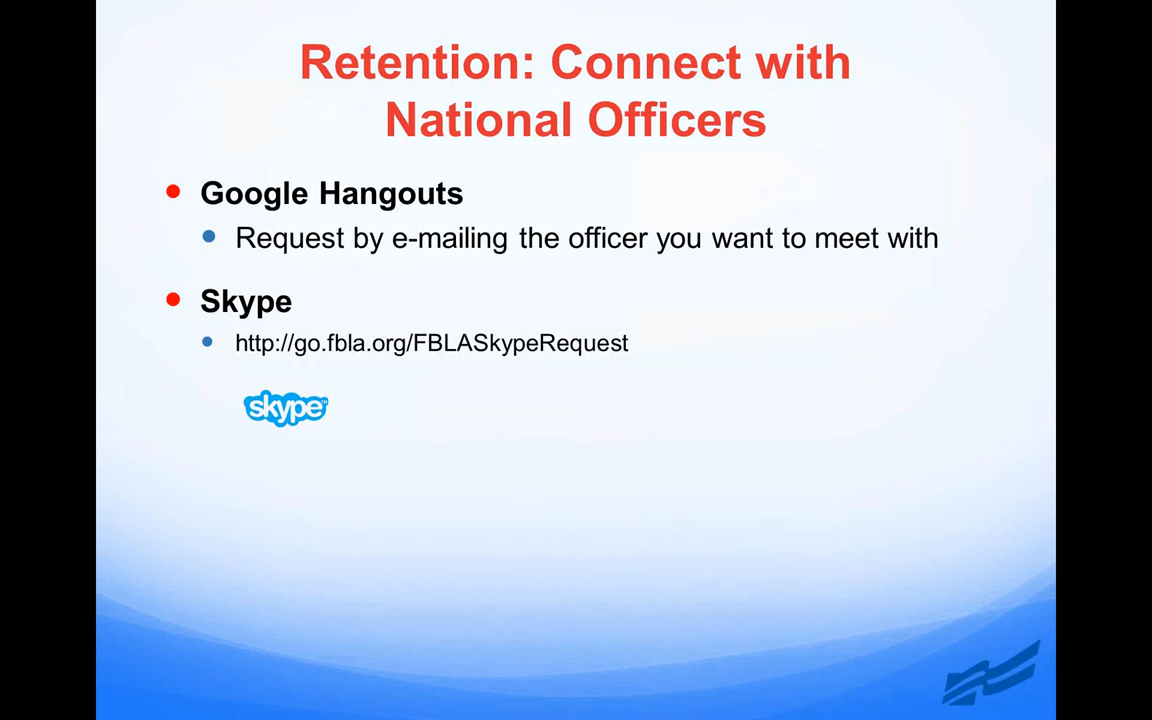 Retention: Connect with
National Officers
Google Hangouts
Request by e-mailing the officer you want to meet with
Skype
http://go.fbla.org/FBLASkypeRequest
skype™